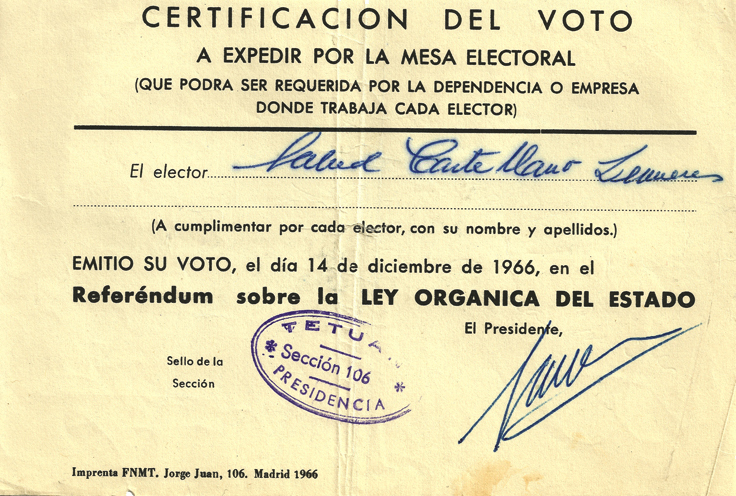 CERTIFICACION DEL VOTO
A EXPEDIR POR LA MESA ELECTORAL
(QUE PODRA SER REQUERIDA POR LA DEPENDENCIA O EMPRESA
DONDE TRABAJA CADA ELECTOR)
El elector Salud Castellano
(A cumplimentar por cada elector, con su nombre y apellidos.)
EMITIO SU VOTO, el día 14 de diciembre de 1966, en el
Referéndum sobre la LEY ORGANICA DEL ESTADO
El Presidente,
TETUAN
Sección 106
PRESIDENCIA
Sello de la
Sección
Imprenta FNMT. Jorge Juan, 106. Madrid 1966